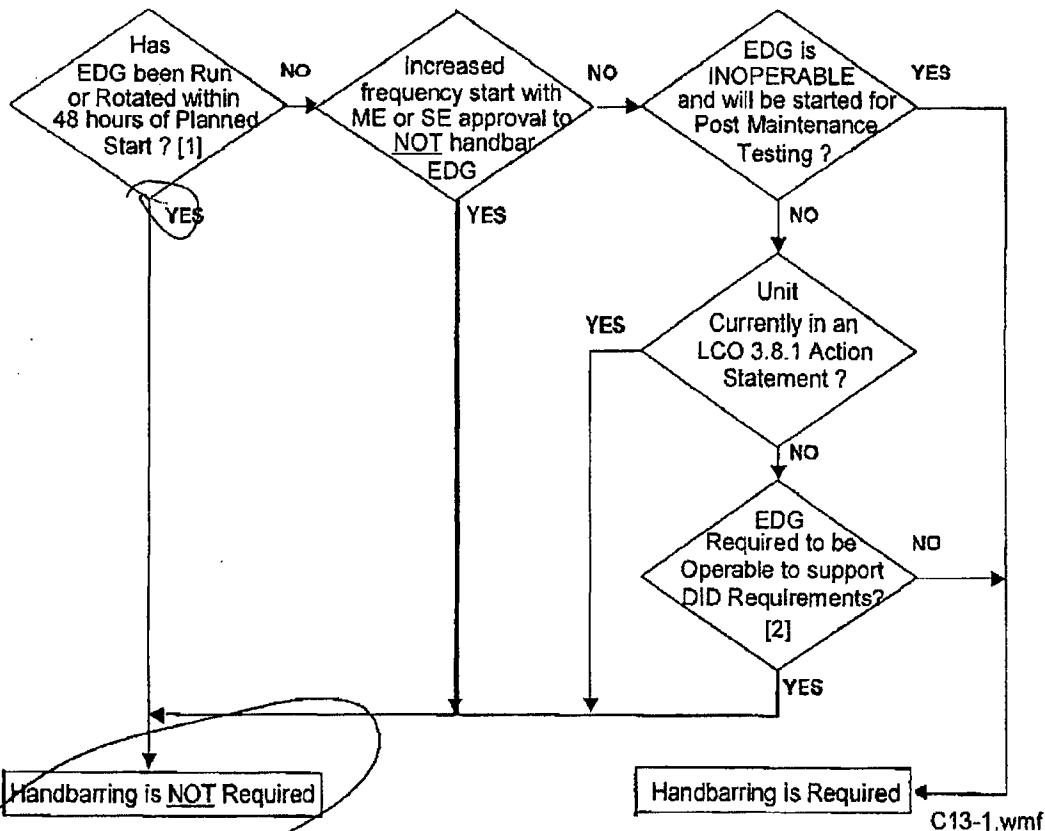 Has
EDG been Run
or Rotated within
48 hours of Planned
Start ? [1]
NO
YES
Increased
frequency start with
ME or SE approval to
NOT handbar
EDG
NO
YES
EDG is
INOPERABLE
and will be started for
Post Maintenance
Testing ?
YES
NO
Unit
Currently in an
LCO 3.8.1 Action
Statement ?
YES
NO
EDG
Required to be
Operable to support
DID Requirements?
[2]
NO
YES
Handbarring is NOT Required
Handbarring is Required
C13-1.wmf